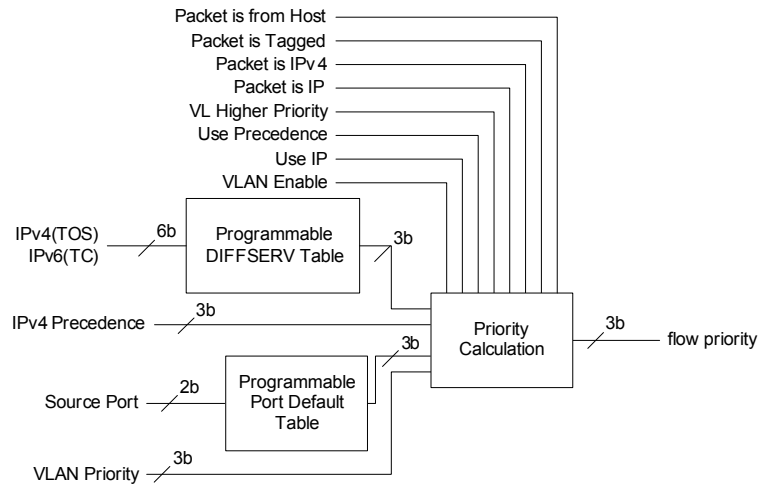 Packet is from Host
Packet is Tagged
Packet is IPv4
Packet is IP
VL Higher Priority
Use Precedence
Use IP
VLAN Enable
IPv4(TOS)
IPv6(TC)
6b
Programmable
DIFFSERV Table
3b
IPv4 Precedence
3b
Priority
Calculation
3b
flow priority
Source Port
2b
Programmable
Port Default
Table
3b
VLAN Priority
3b